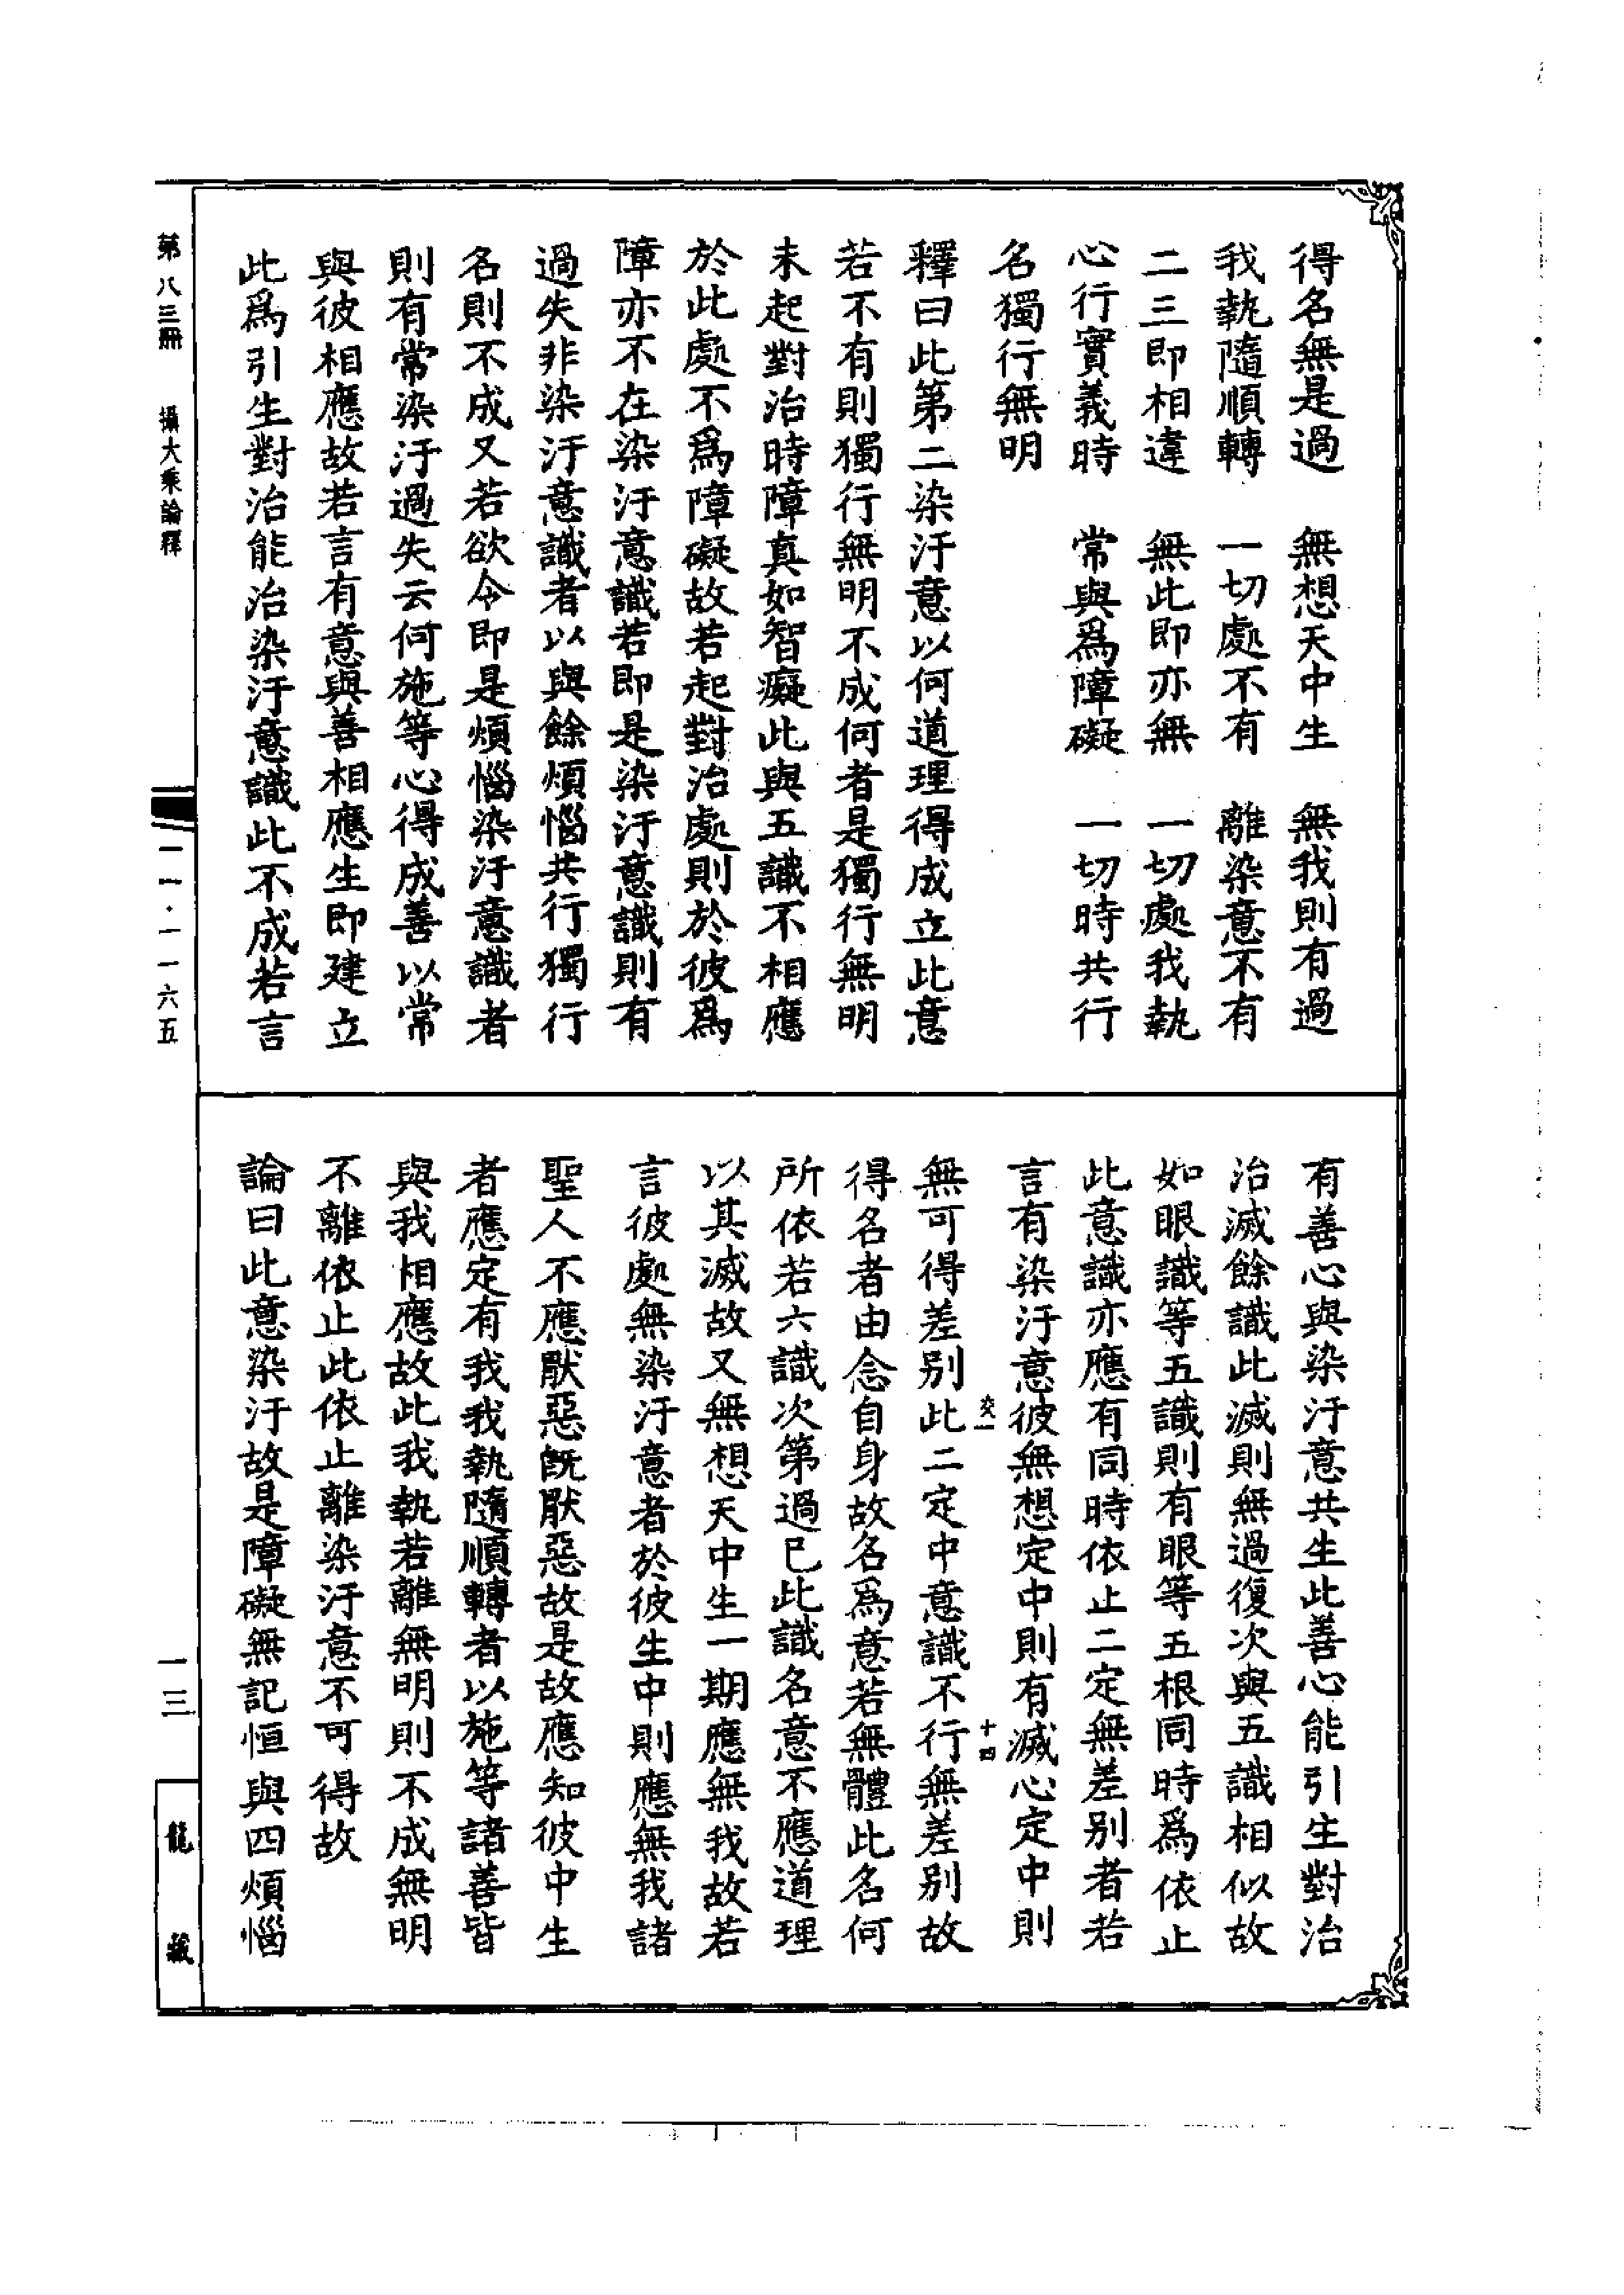 得名無是過　無想天中生　無我則有過
我執隨順轉　一切處不有　離染意不有
二三即相違　無此即亦無　一切處我執
心行實義時　常與為障礙　一切時共行
名獨行無明
釋曰此第二染汙意以何道理得成立此意
若不有則獨行無明不成何者是獨行無明
未起對治時障真如智癡此與五識不相應
於此處不為障礙故若起對治處則於彼為
障亦不在染汙意識若即是染汙意識則有
過失非染汙意識者以與餘煩惱共行獨行
名則不成又若欲令即是煩惱染汙意識者
則有常染汙過失云何施等心得成善以常
與彼相應故若言有意與善相應生即建立
此為引生對治能治染汙意識此不成若言
有善心與染汙意共生此善心能引生對治
治滅餘識此滅則無過復次與五識相似故
如眼識等五識則有眼等五根同時為依止
此意識亦應有同時依止二定無差別者若
言有染汙意彼無想定中則有滅心定中則
交一　十四
無可得差別此二定中意識不行無差別故
得名者由念自身故名為意若無體此名何
所依若六識次第過已此識名意不應道理
以其滅故又無想天中生一期應無我故若
言彼處無染汙意者於彼生中則應無我諸
聖人不應厭惡既厭惡故是故應知彼中生
者應定有我我執隨順轉者以施等諸善皆
與我相應故此我執若離無明則不成無明
不離依止此依止離染汙意不可得故
論曰此意染汙故是障礙無記恒與四煩惱
第八三冊　攝大乘論釋
一一·一一六五
一三
龍藏